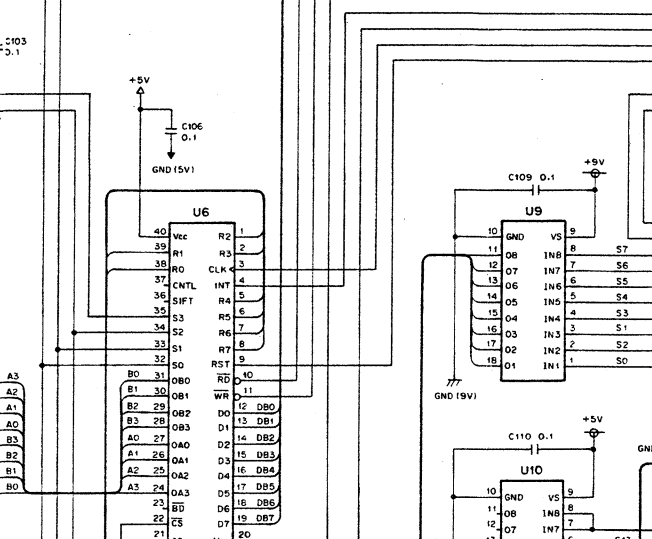 C103
0.1
+5V
C106
0.1
GND (5V)
U6
40 Vcc R2 1
39 R1 R3 2
38 R0 CLK 3
37 CNTL INT 4
36 SIFT R4 5
35 S3 R5 6
34 S2 R6 7
33 S1 R7 8
32 S0 RST 9
B0 31 OB0 RD 10
B1 30 OB1 WR 11
B2 29 OB2 D0 12 DB0
B3 28 OB3 D1 13 DB1
A0 27 OA0 D2 14 DB2
A1 26 OA1 D3 15 DB3
A2 25 OA2 D4 16 DB4
A3 24 OA3 D5 17 DB5
23 BD D6 18 DB6
22 CS D7 19 DB7
21 20
A3
A2
A1
A0
B3
B2
B1
B0
+9V
C109 0.1
U9
10 GND VS 9
11 O8 IN8 8 S7
12 O7 IN7 7 S6
13 O6 IN6 6 S5
14 O5 IN5 5 S4
15 O4 IN4 4 S3
16 O3 IN3 3 S1
17 O2 IN2 2 S2
18 O1 IN1 1 S0
GND (9V)
+5V
C110 0.1
GN
U10
10 GND VS 9
11 O8 IN8 8
12 O7 IN7 7